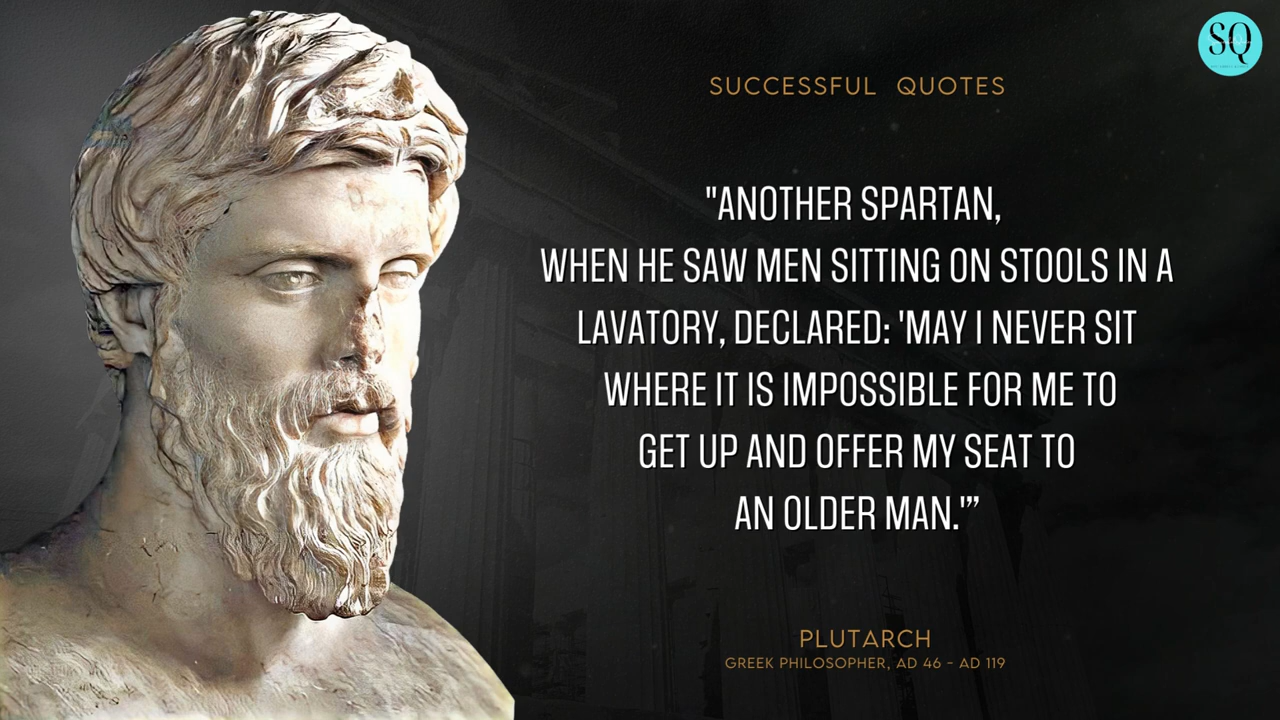 SQ
SUCCESSFUL QUOTES
"ANOTHER SPARTAN,
WHEN HE SAW MEN SITTING ON STOOLS IN A
LAVATORY, DECLARED: 'MAY I NEVER SIT
WHERE IT IS IMPOSSIBLE FOR ME TO
GET UP AND OFFER MY SEAT TO
AN OLDER MAN.'”
PLUTARCH
GREEK PHILOSOPHER, AD 46 - AD 119